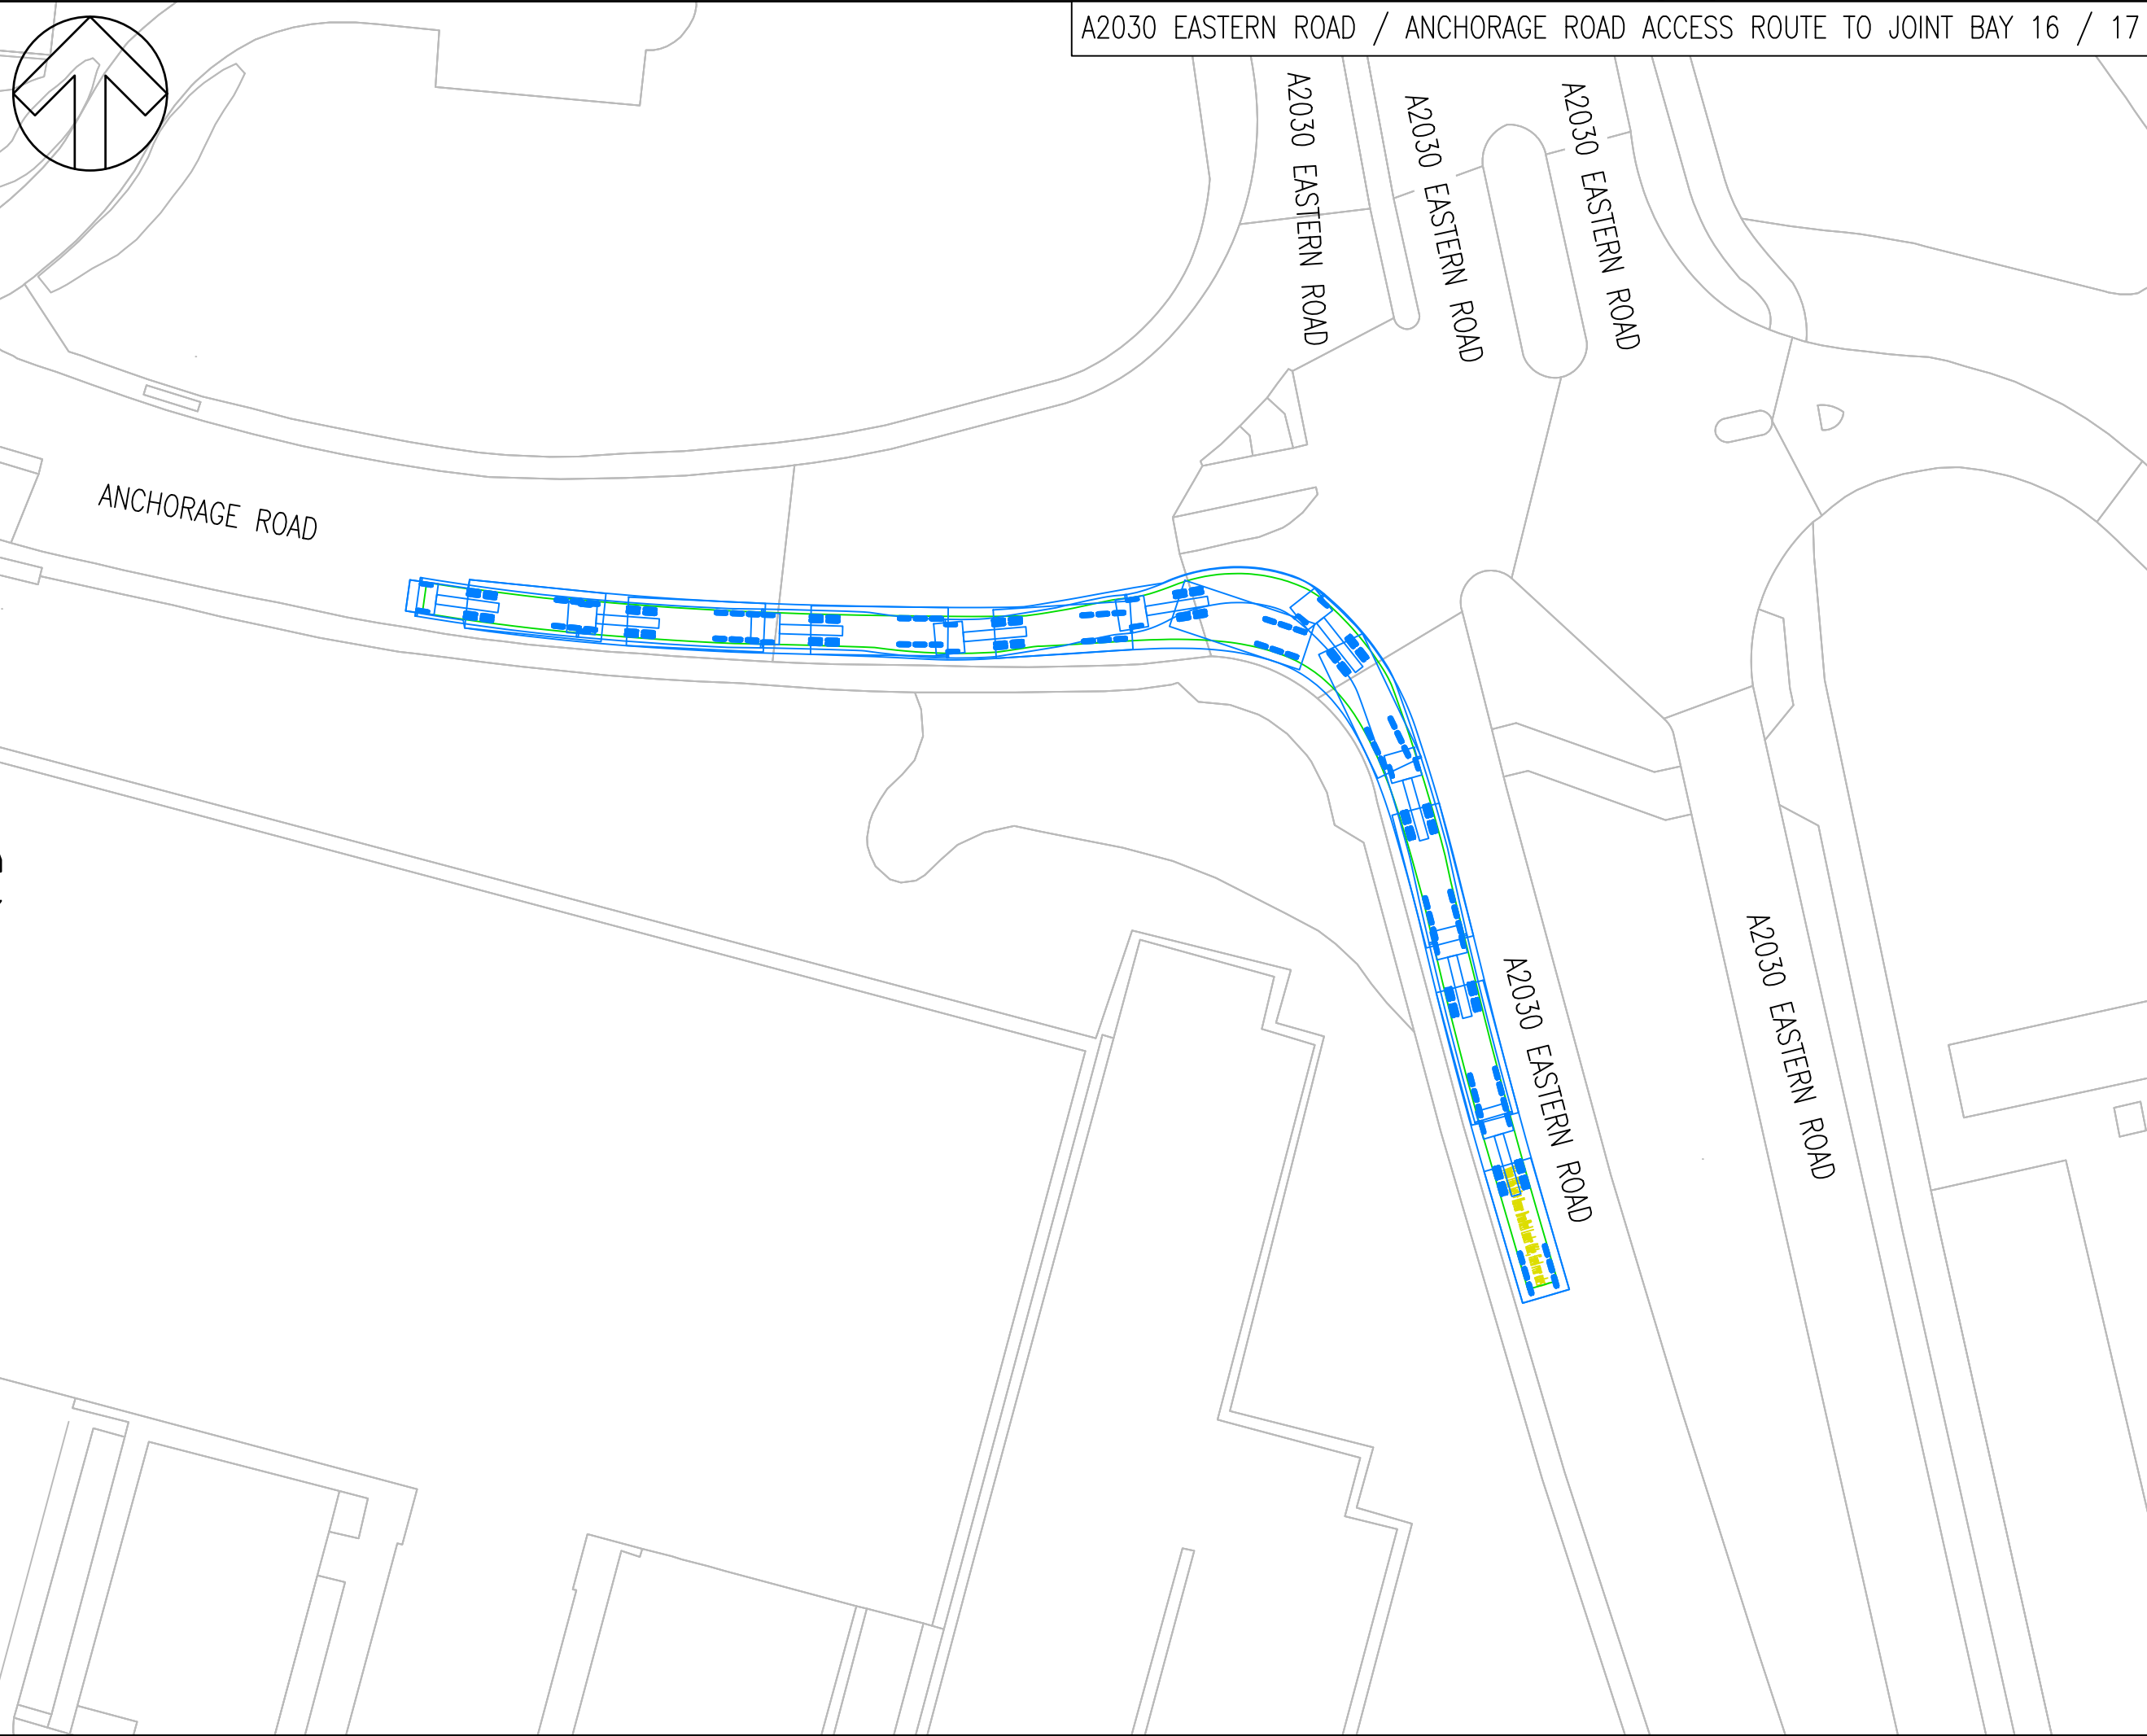 A2030 EASTERN ROAD / ANCHORAGE ROAD ACCESS ROUTE TO JOINT BAY 16 / 17
A2030 EASTERN ROAD
A2030 EASTERN ROAD
A2030 EASTERN ROAD
ANCHORAGE ROAD
A2030 EASTERN ROAD
A2030 EASTERN ROAD